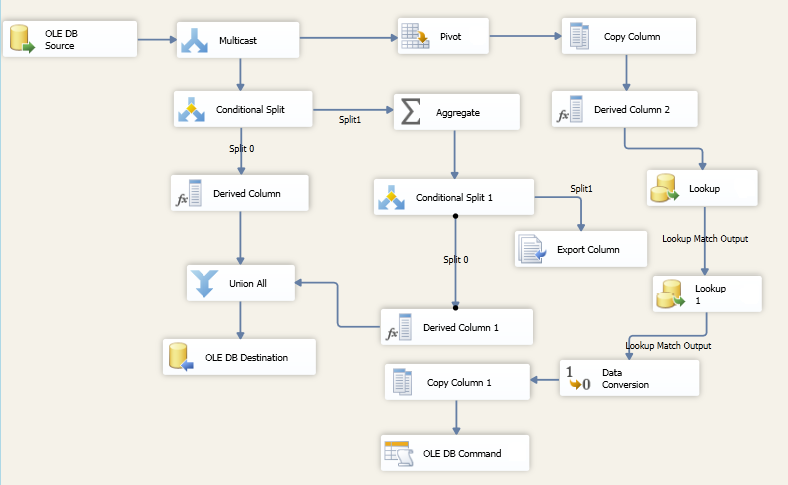 OLE DB
Source
Multicast
Pivot
Copy Column
Conditional Split
Split1
Aggregate
Derived Column 2
Split 0
Derived Column
Conditional Split 1
Split1
Lookup
Export Column
Lookup Match Output
Split 0
Union All
Lookup
1
Derived Column 1
OLE DB Destination
Lookup Match Output
Copy Column 1
Data
Conversion
1
0
OLE DB Command